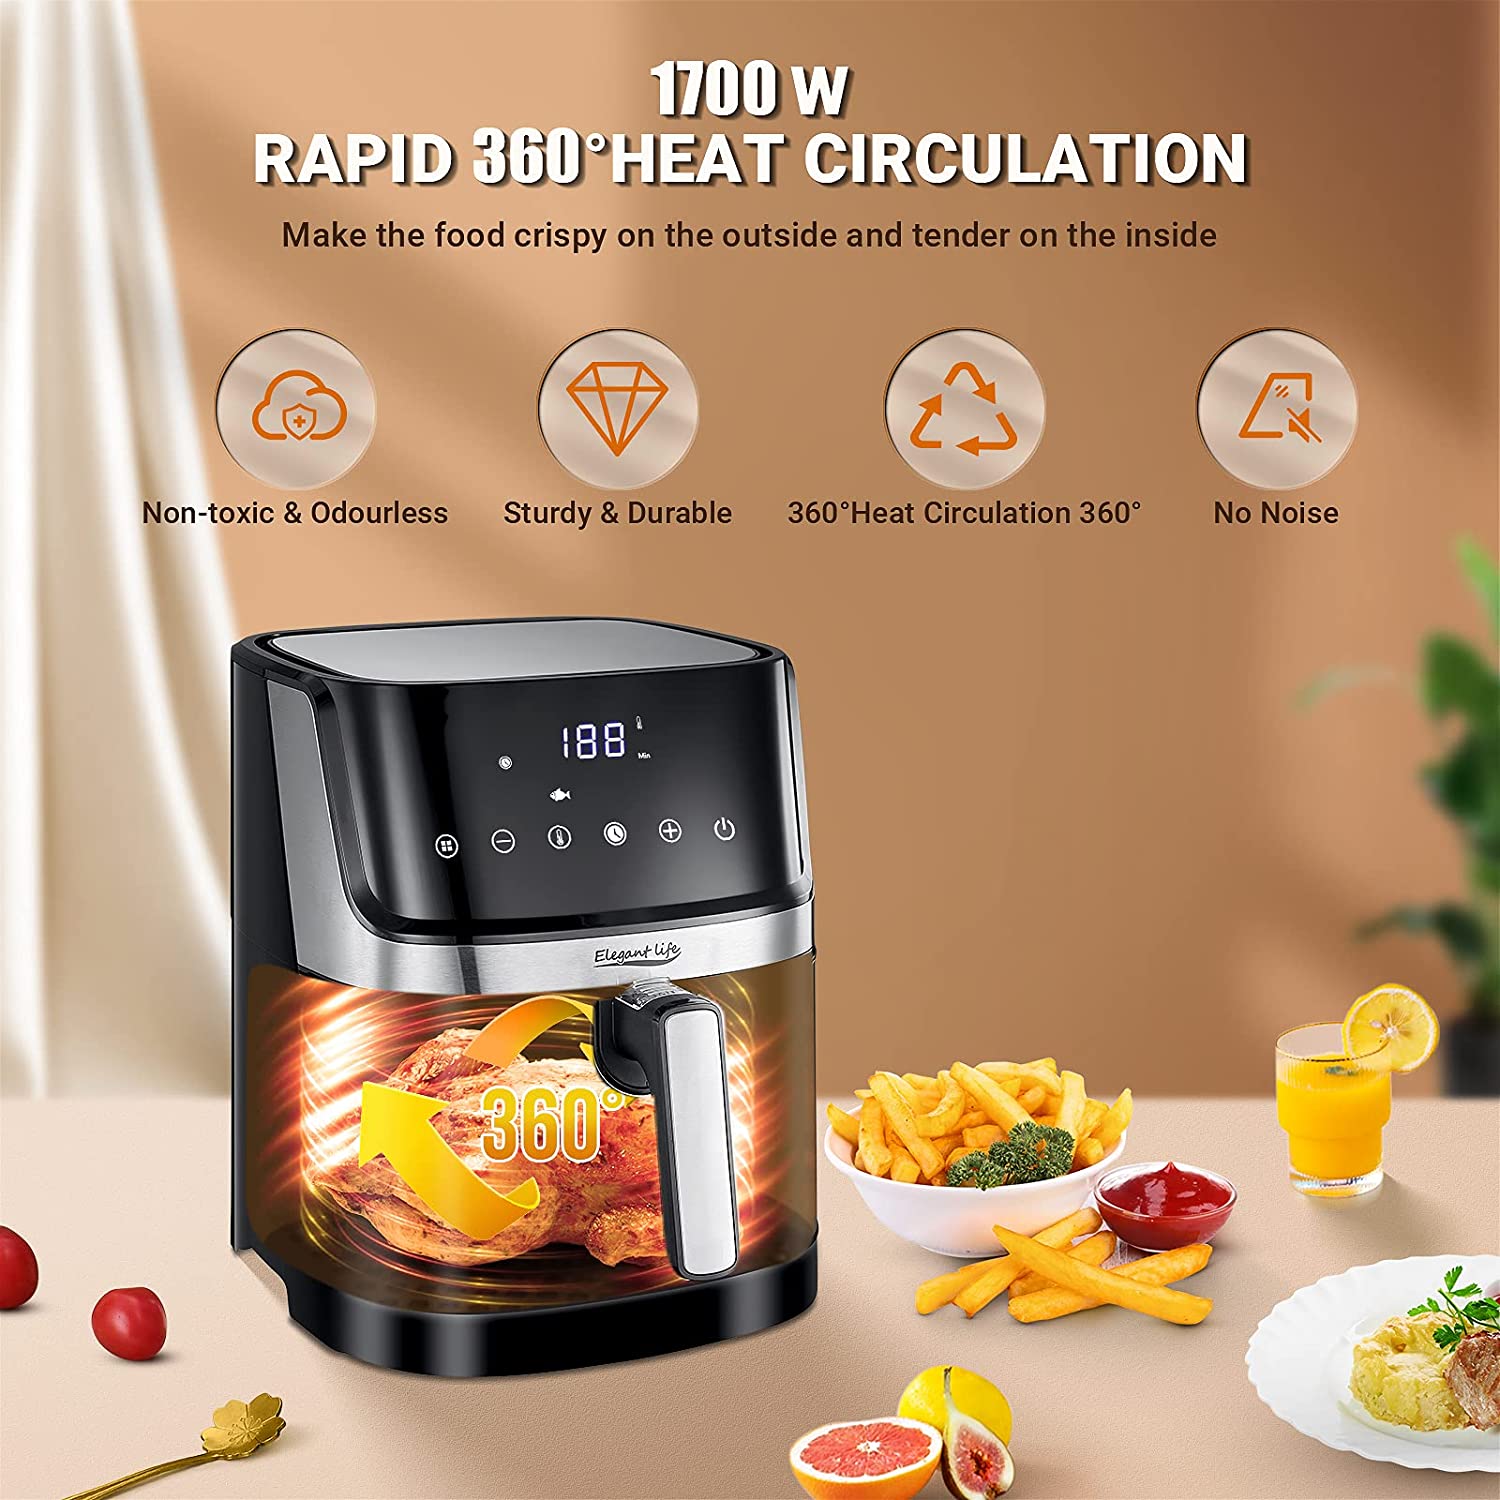 1700 W
RAPID 360°HEAT CIRCULATION
Make the food crispy on the outside and tender on the inside
Non-toxic & Odourless
Sturdy & Durable
360°Heat Circulation 360°
No Noise
188
Min
Elegant life
360°